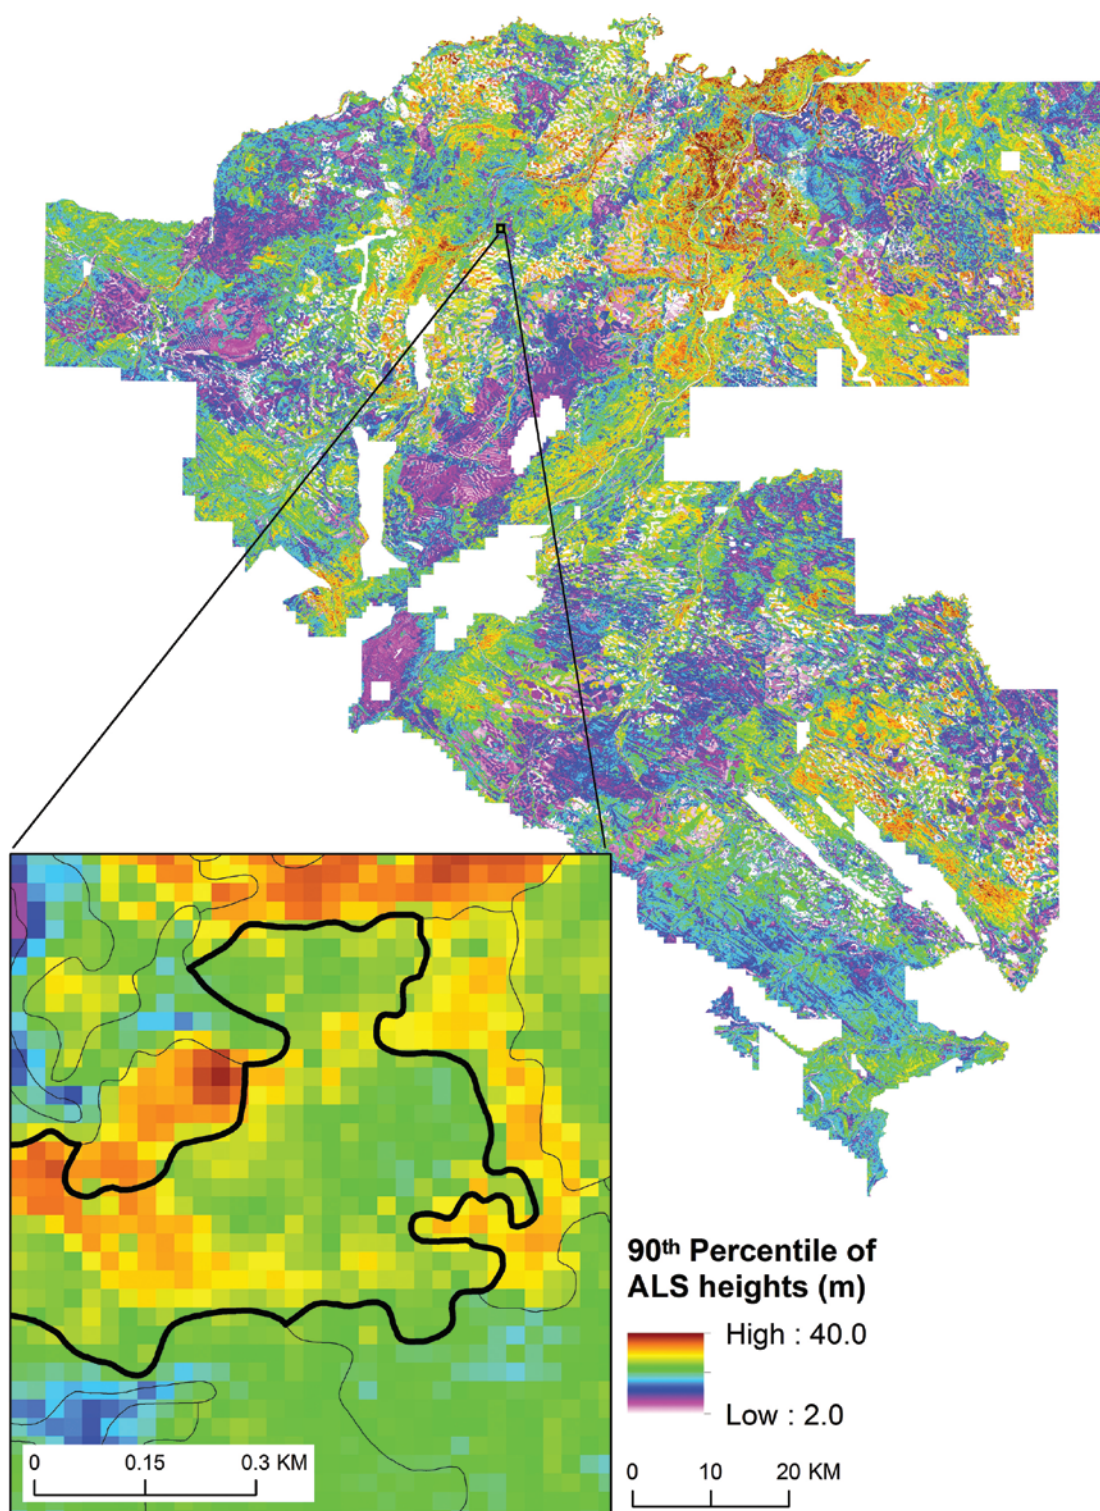 90th Percentile of
ALS heights (m)
High : 40.0
Low : 2.0
0 0.15 0.3 KM
0 10 20 KM